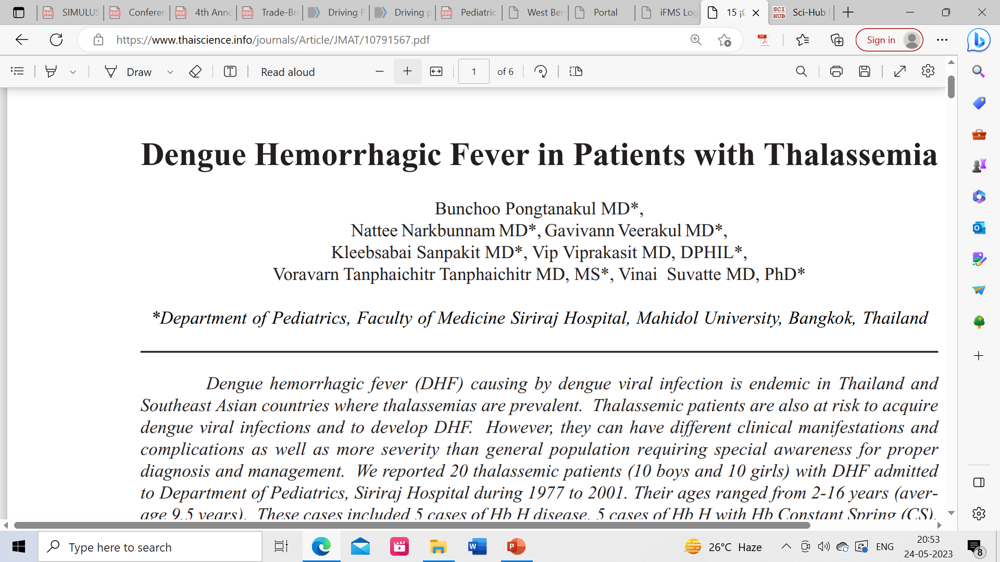 SIMULUS
Conferen
4th Anno
Trade-Bro
Driving P
Driving p
Pediatric
West Ben
Portal
iFMS Log
15 ¡
Sci-Hub
https://www.thaiscience.info/journals/Article/JMAT/10791567.pdf
Sign in
Draw
Read aloud
1 of 6
Dengue Hemorrhagic Fever in Patients with Thalassemia
Bunchoo Pongtanakul MD*,
Nattee Narkbunnam MD*, Gavivann Veerakul MD*,
Kleebsabai Sanpakit MD*, Vip Viprakasit MD, DPHIL*,
Voravarn Tanphaichitr Tanphaichitr MD, MS*, Vinai Suvatte MD, PhD*
*Department of Pediatrics, Faculty of Medicine Siriraj Hospital, Mahidol University, Bangkok, Thailand
Dengue hemorrhagic fever (DHF) causing by dengue viral infection is endemic in Thailand and
Southeast Asian countries where thalassemias are prevalent. Thalassemic patients are also at risk to acquire
dengue viral infections and to develop DHF. However, they can have different clinical manifestations and
complications as well as more severity than general population requiring special awareness for proper
diagnosis and management. We reported 20 thalassemic patients (10 boys and 10 girls) with DHF admitted
to Department of Pediatrics, Siriraj Hospital during 1977 to 2001. Their ages ranged from 2-16 years (aver-
age 9.5 years). These cases included 5 cases of Hb H disease, 5 cases of Hb H with Hb Constant Spring (CS),
Type here to search
26°C Haze
ENG
20:53
24-05-2023
8